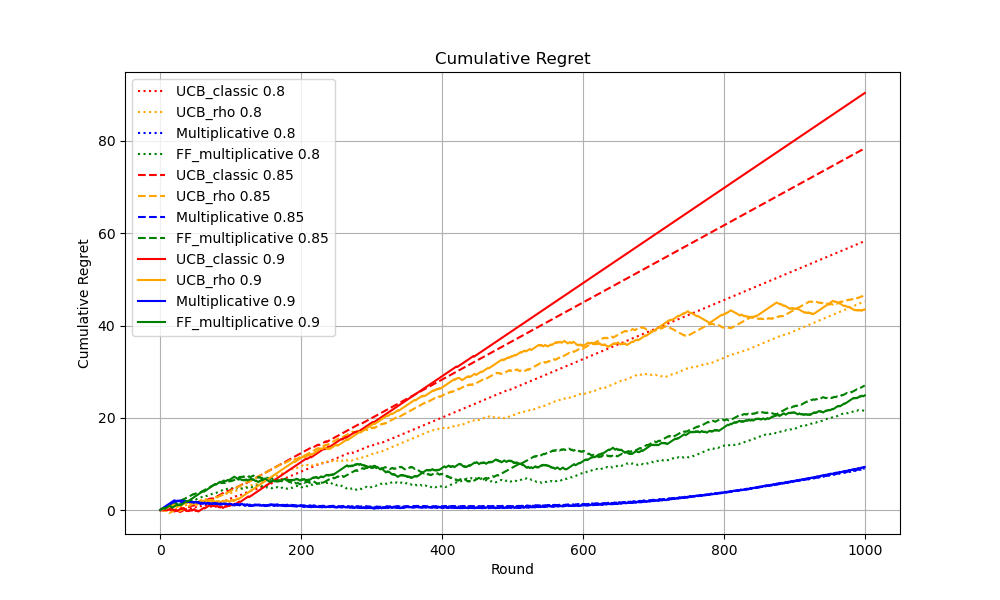 Cumulative Regret
UCB_classic 0.8
UCB_rho 0.8
Multiplicative 0.8
FF_multiplicative 0.8
UCB_classic 0.85
UCB_rho 0.85
Multiplicative 0.85
FF_multiplicative 0.85
UCB_classic 0.9
UCB_rho 0.9
Multiplicative 0.9
FF_multiplicative 0.9
Cumulative Regret
80
60
40
20
0
0 200 400 600 800 1000
Round